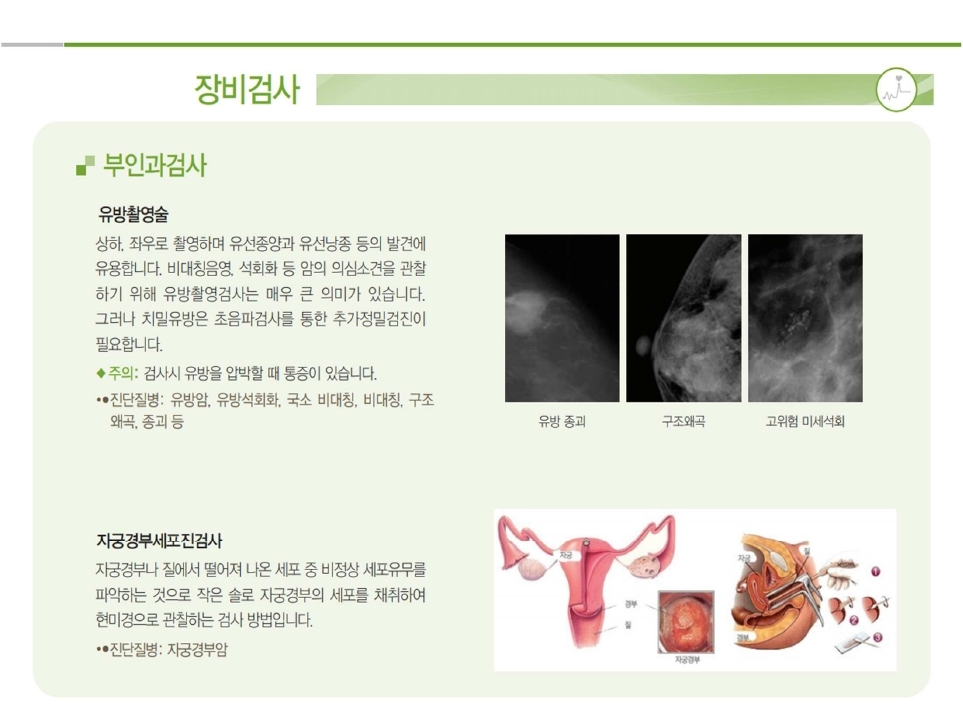 장비검사
부인과검사
유방촬영술
상하, 좌우로 촬영하며 유선종양과 유선낭종 등의 발견에
유용합니다. 비대칭음영, 석회화 등 암의 의심소견을 관찰
하기 위해 유방촬영검사는 매우 큰 의미가 있습니다.
그러나 치밀유방은 초음파검사를 통한 추가정밀검진이
필요합니다.
◆주의: 검사시 유방을 압박할 때 통증이 있습니다.
•●진단질병: 유방암, 유방석회화, 국소 비대칭, 비대칭, 구조
왜곡, 종괴 등
유방 종괴
구조왜곡
고위험 미세석회
자궁경부세포진검사
자궁경부나 질에서 떨어져 나온 세포 중 비정상 세포유무를
파악하는 것으로 작은 솔로 자궁경부의 세포를 채취하여
현미경으로 관찰하는 검사 방법입니다.
•●진단질병: 자궁경부암
자궁
경부
질
자궁경부
자궁
질
경부
1
2
3